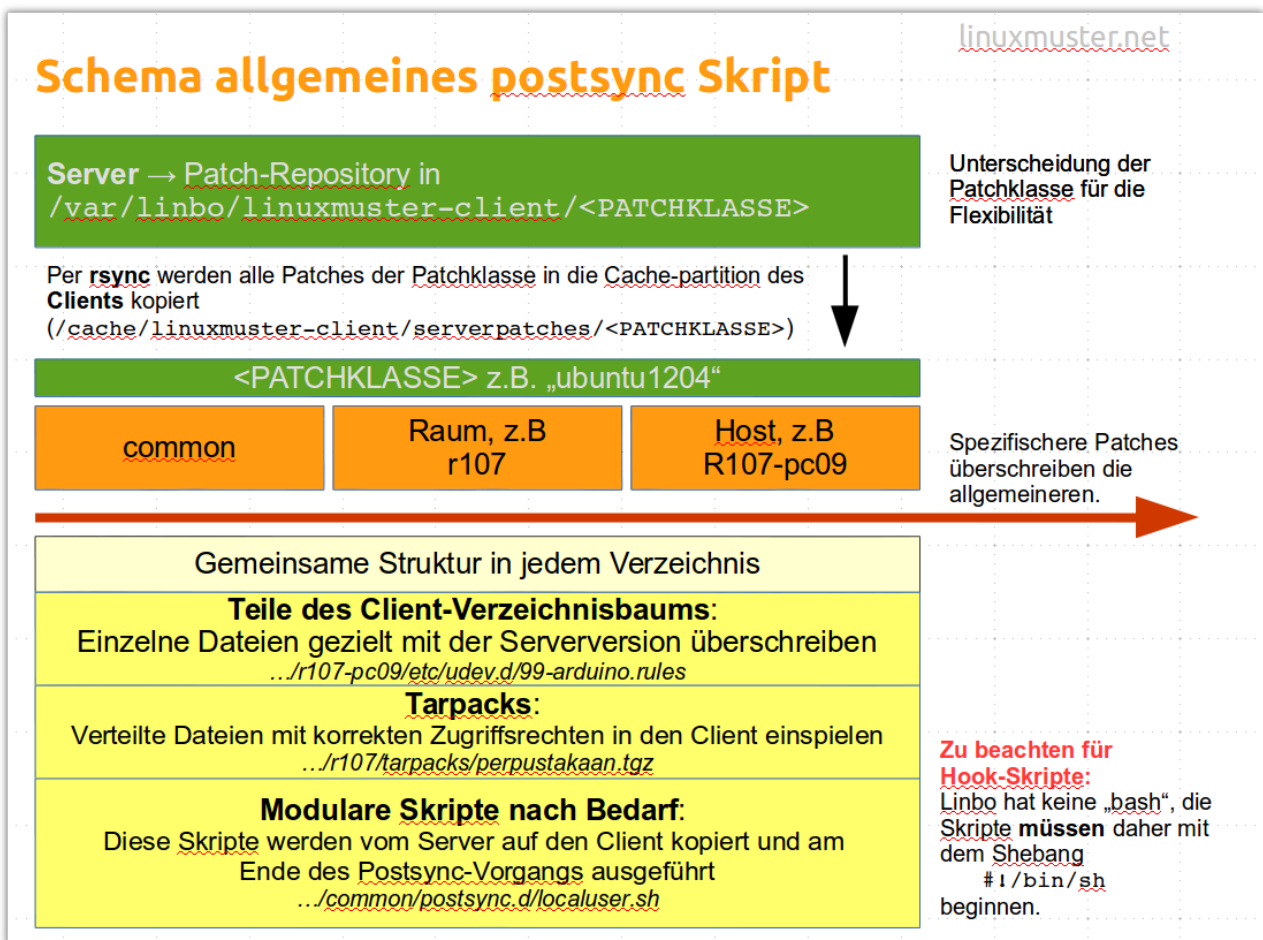 linuxmuster.net
Schema allgemeines postsync Skript
Server → Patch-Repository in
/var/linbo/linuxmuster-client/<PATCHKLASSE>
Unterscheidung der
Patchklasse für die
Flexibilität
Per rsync werden alle Patches der Patchklasse in die Cache-partition des
Clients kopiert
(/cache/linuxmuster-client/serverpatches/<PATCHKLASSE>)
<PATCHKLASSE> z.B. „ubuntu1204“
common
Raum, z.B
r107
Host, z.B
R107-pc09
Spezifischere Patches
überschreiben die
allgemeineren.
Gemeinsame Struktur in jedem Verzeichnis
Teile des Client-Verzeichnisbaums:
Einzelne Dateien gezielt mit der Serverversion überschreiben
…/r107-pc09/etc/udev.d/99-arduino.rules
Tarpacks:
Verteilte Dateien mit korrekten Zugriffsrechten in den Client einspielen
…/r107/tarpacks/perpustakaan.tgz
Modulare Skripte nach Bedarf:
Diese Skripte werden vom Server auf den Client kopiert und am
Ende des Postsync-Vorgangs ausgeführt
…/common/postsync.d/localuser.sh
Zu beachten für
Hook-Skripte:
Linbo hat keine „bash“, die
Skripte müssen daher mit
dem Shebang
#!/bin/sh
beginnen.